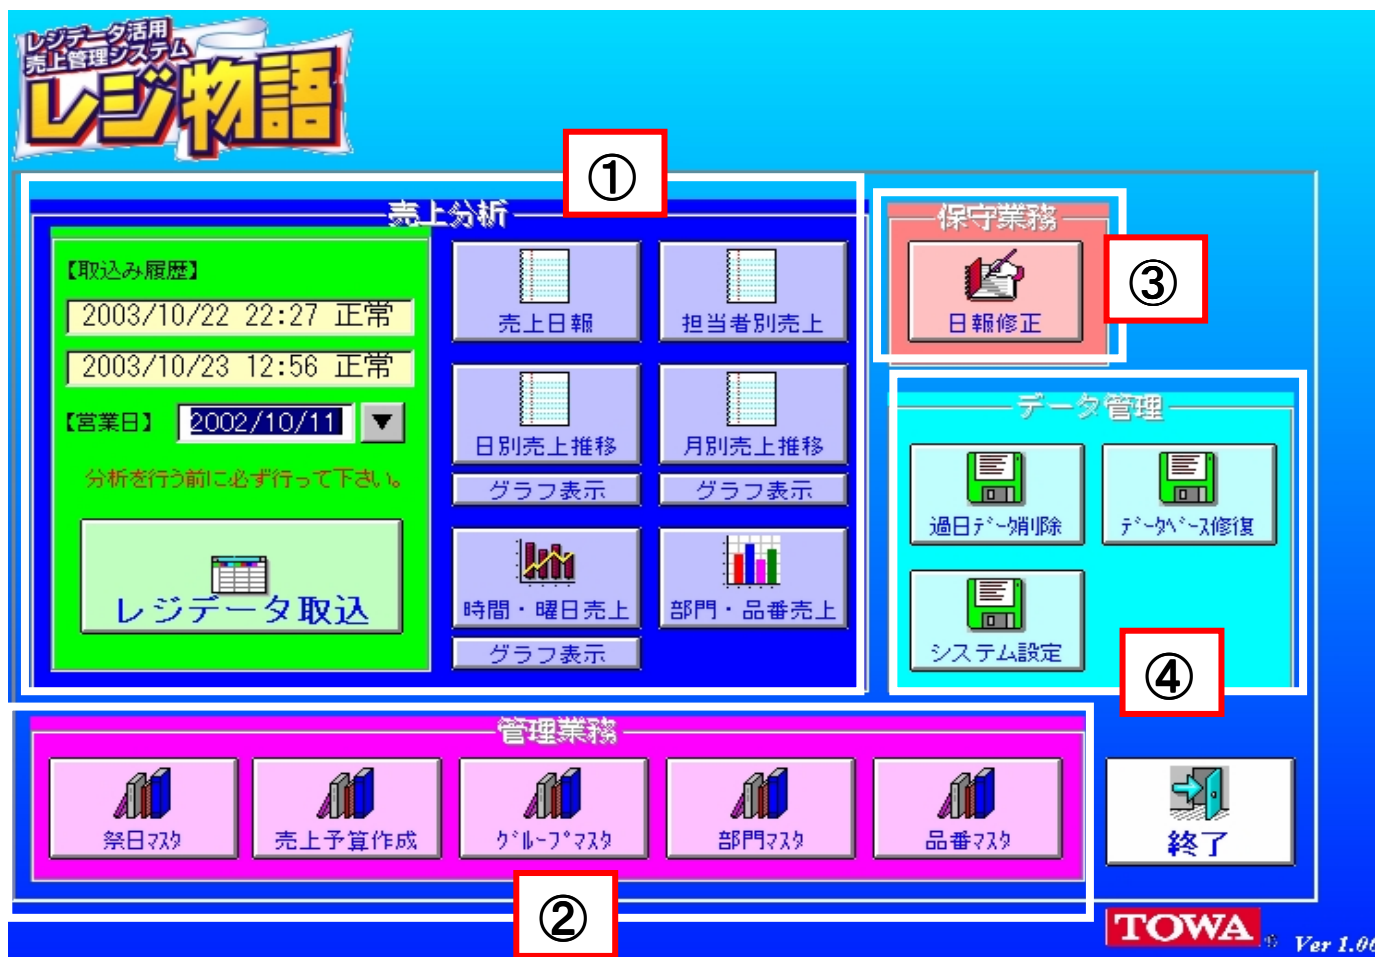 レジデータ活用
売上管理システム
レジ物語
①
売上分析
【取込み履歴】
2003/10/22 22:27 正常
2003/10/23 12:56 正常
【営業日】 2002/10/11 ▼
分析を行う前に必ず行って下さい。
レジデータ取込
売上日報
担当者別売上
日別売上推移
月別売上推移
グラフ表示
グラフ表示
時間・曜日売上
部門・品番売上
グラフ表示
保守業務
日報修正
③
データ管理
過日ﾃﾞｰﾀ削除
ﾃﾞｰﾀﾍﾞｰｽ修復
システム設定
④
管理業務
祭日ﾏｽﾀ
売上予算作成
ｸﾞﾙｰﾌﾟﾏｽﾀ
部門ﾏｽﾀ
品番ﾏｽﾀ
②
終了
TOWA
Ver 1.00